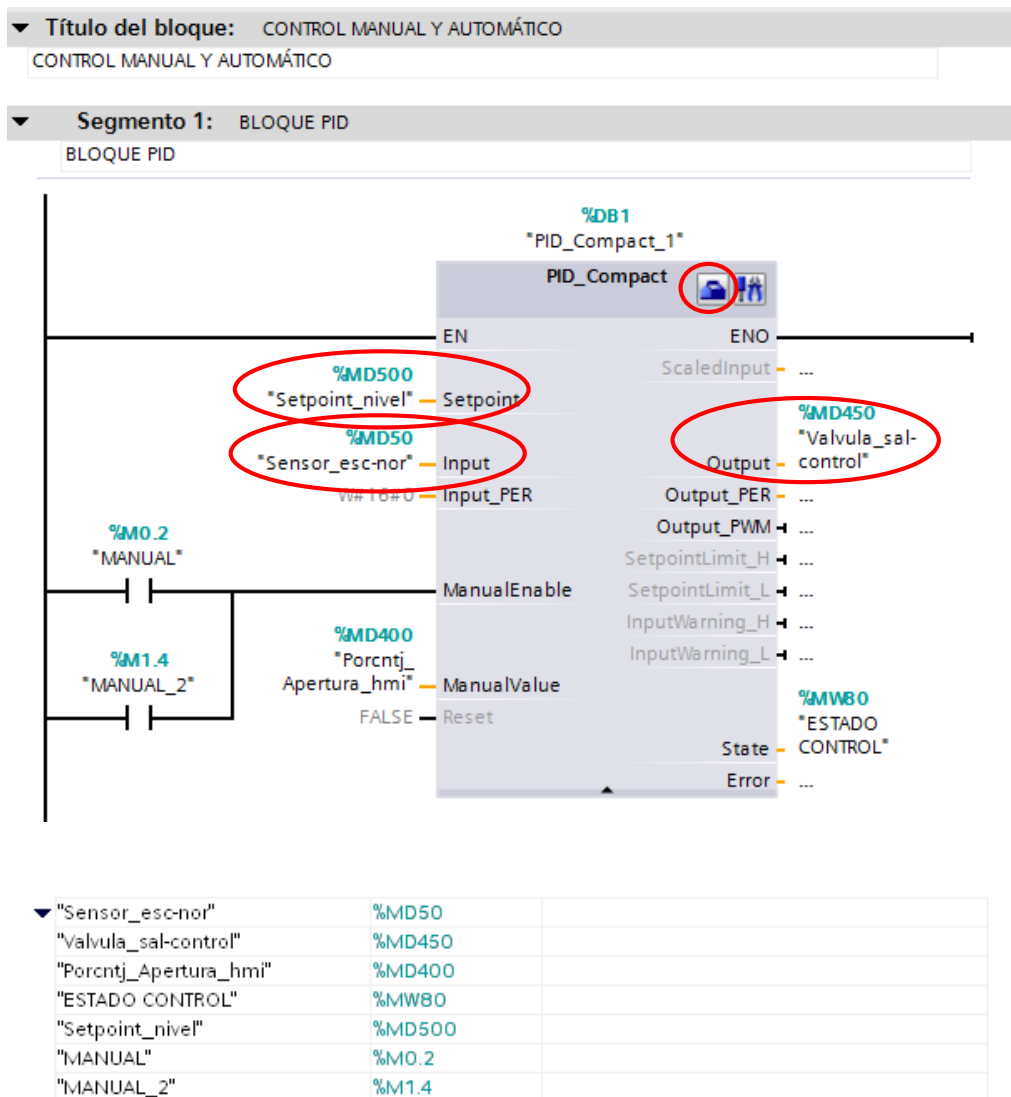 Título del bloque: CONTROL MANUAL Y AUTOMÁTICO
CONTROL MANUAL Y AUTOMÁTICO
Segmento 1: BLOQUE PID
BLOQUE PID
%DB1
"PID_Compact_1"
PID_Compact
EN
ENO
ScaledInput ...
%MD500
"Setpoint_nivel"
Setpoint
%MD50
"Sensor_esc-nor"
Input
%MD450
"Valvula_sal-
control"
Output
W#16#0
Input_PER
Output_PER ...
Output_PWM ...
%M0.2
"MANUAL"
SetpointLimit_H ...
ManualEnable
SetpointLimit_L ...
InputWarning_H ...
%MD400
"Porcntj_
Apertura_hmi"
InputWarning_L ...
%M1.4
"MANUAL_2"
ManualValue
FALSE
Reset
%MW80
"ESTADO
CONTROL"
State
Error ...
"Sensor_esc-nor" %MD50
"Valvula_sal-control" %MD450
"Porcntj_Apertura_hmi" %MD400
"ESTADO CONTROL" %MW80
"Setpoint_nivel" %MD500
"MANUAL" %M0.2
"MANUAL_2" %M1.4